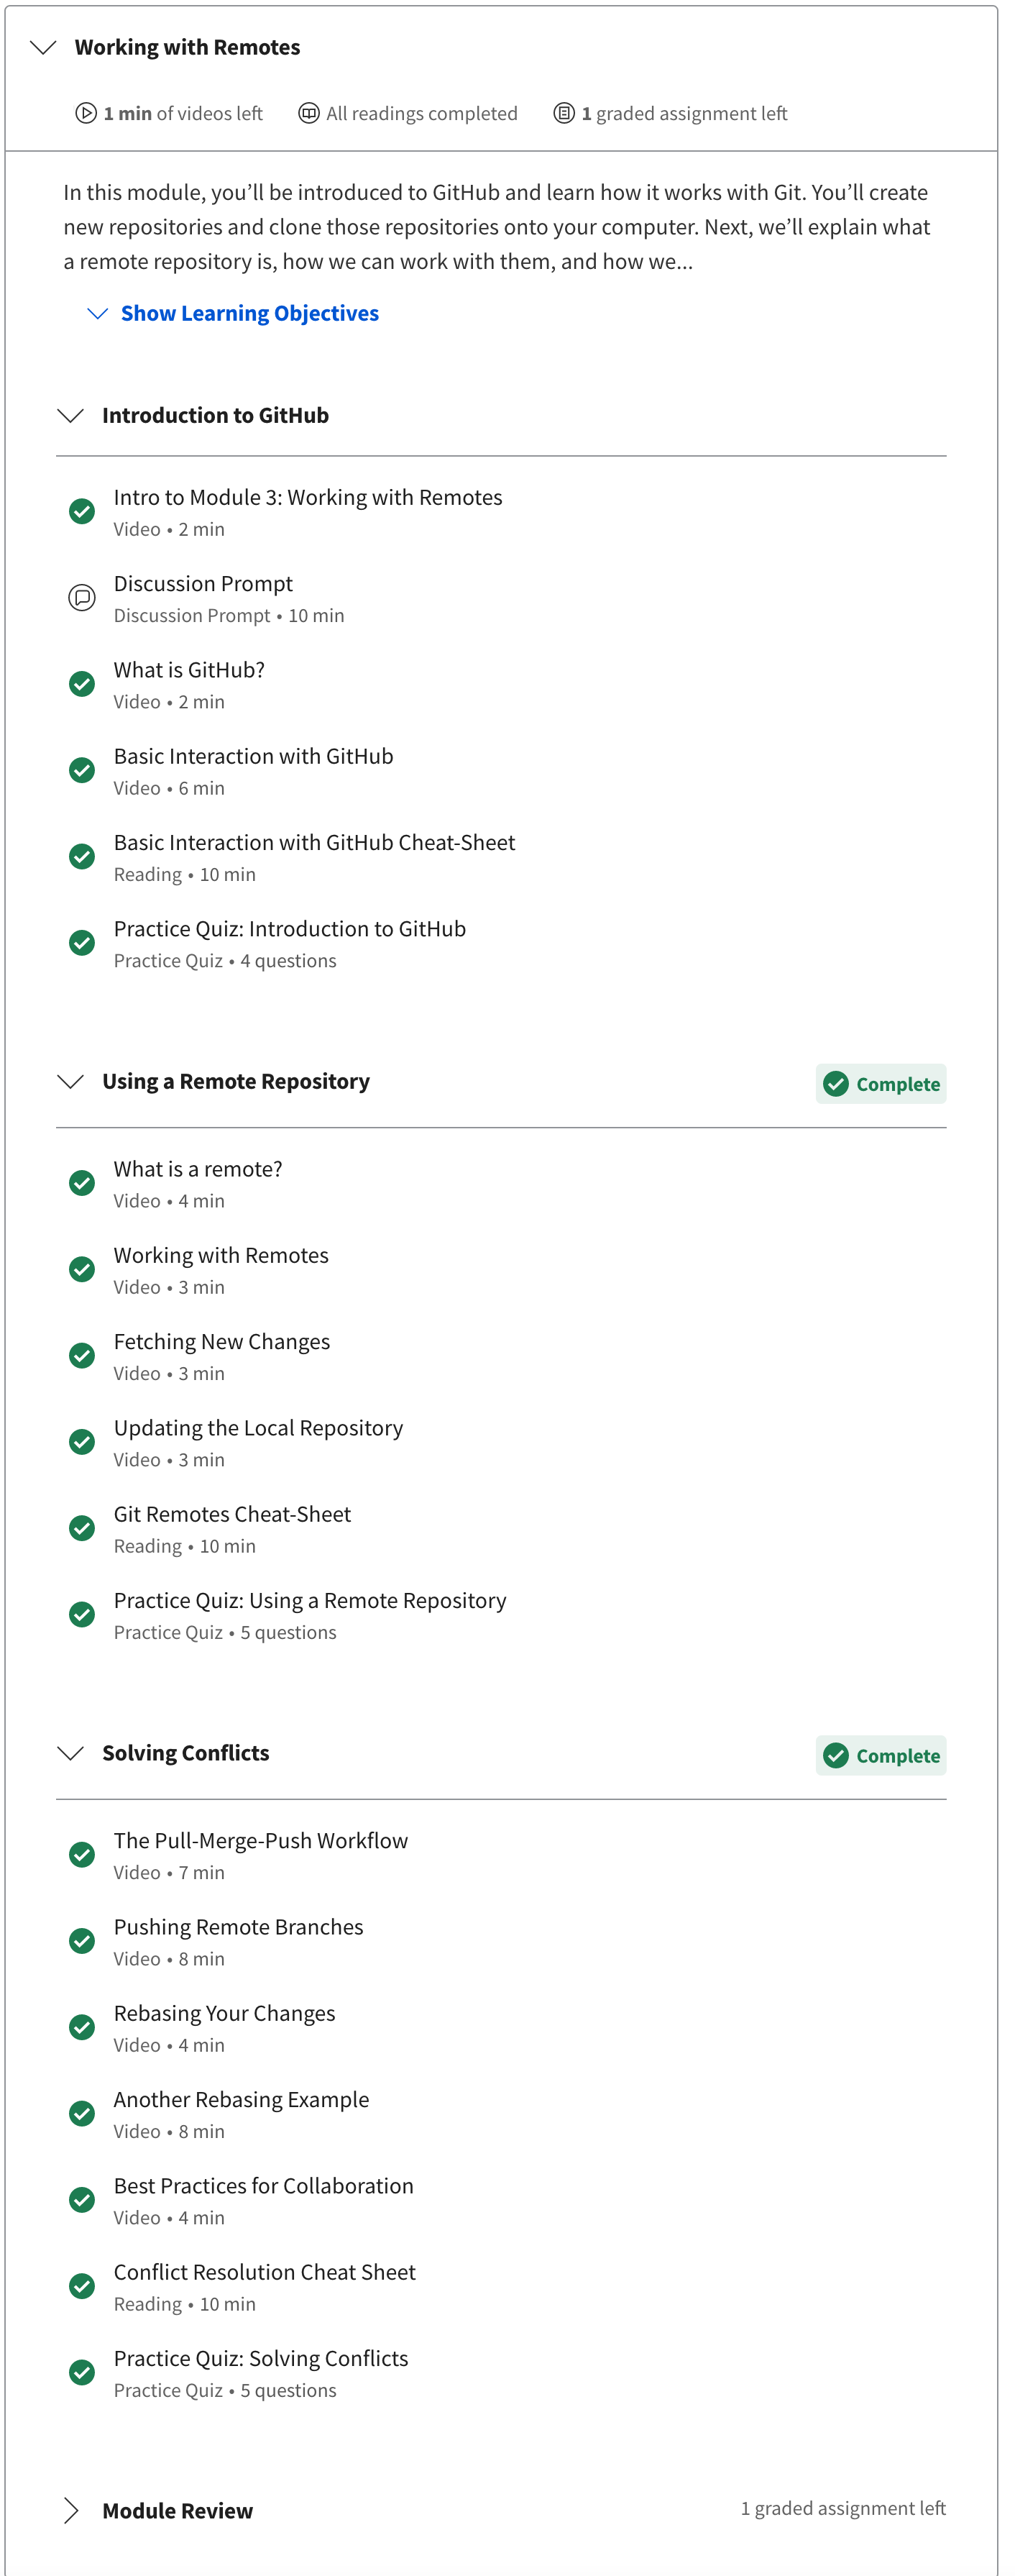 Working with Remotes
1 min of videos left All readings completed 1 graded assignment left
In this module, you’ll be introduced to GitHub and learn how it works with Git. You’ll create
new repositories and clone those repositories onto your computer. Next, we’ll explain what
a remote repository is, how we can work with them, and how we...
Show Learning Objectives
Introduction to GitHub
Intro to Module 3: Working with Remotes
Video • 2 min
Discussion Prompt
Discussion Prompt • 10 min
What is GitHub?
Video • 2 min
Basic Interaction with GitHub
Video • 6 min
Basic Interaction with GitHub Cheat-Sheet
Reading • 10 min
Practice Quiz: Introduction to GitHub
Practice Quiz • 4 questions
Using a Remote Repository Complete
What is a remote?
Video • 4 min
Working with Remotes
Video • 3 min
Fetching New Changes
Video • 3 min
Updating the Local Repository
Video • 3 min
Git Remotes Cheat-Sheet
Reading • 10 min
Practice Quiz: Using a Remote Repository
Practice Quiz • 5 questions
Solving Conflicts Complete
The Pull-Merge-Push Workflow
Video • 7 min
Pushing Remote Branches
Video • 8 min
Rebasing Your Changes
Video • 4 min
Another Rebasing Example
Video • 8 min
Best Practices for Collaboration
Video • 4 min
Conflict Resolution Cheat Sheet
Reading • 10 min
Practice Quiz: Solving Conflicts
Practice Quiz • 5 questions
Module Review 1 graded assignment left